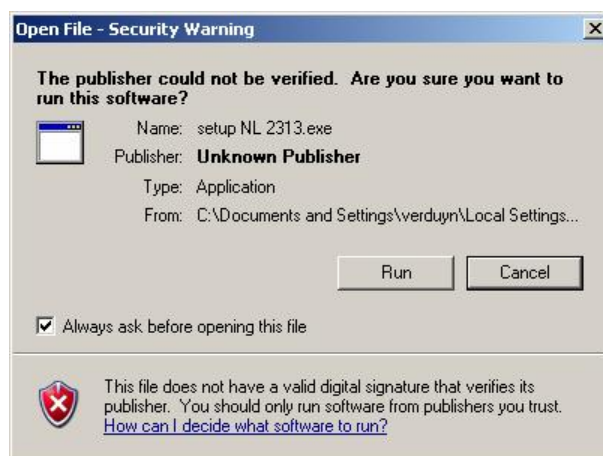 Open File - Security Warning
The publisher could not be verified.  Are you sure you want to
run this software?
Name: setup NL 2313.exe
Publisher: Unknown Publisher
Type: Application
From: C:\Documents and Settings\verduyn\Local Settings...
Run Cancel
Always ask before opening this file
This file does not have a valid digital signature that verifies its
publisher.  You should only run software from publishers you trust.
How can I decide what software to run?